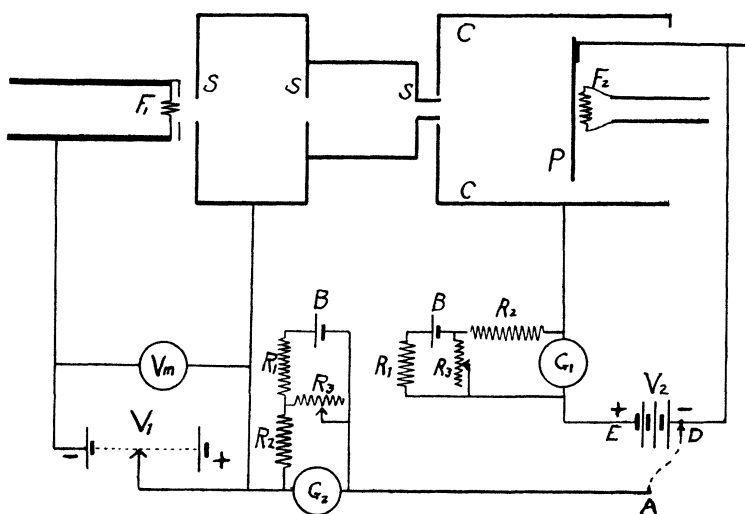 C
S
S
S
F₁
F₂
P
C
B
B
R₂
R₁
R₃
R₁
R₃
G₁
Vm
V₂
+
-
V₁
E
D
R₂
-
+
G₂
A